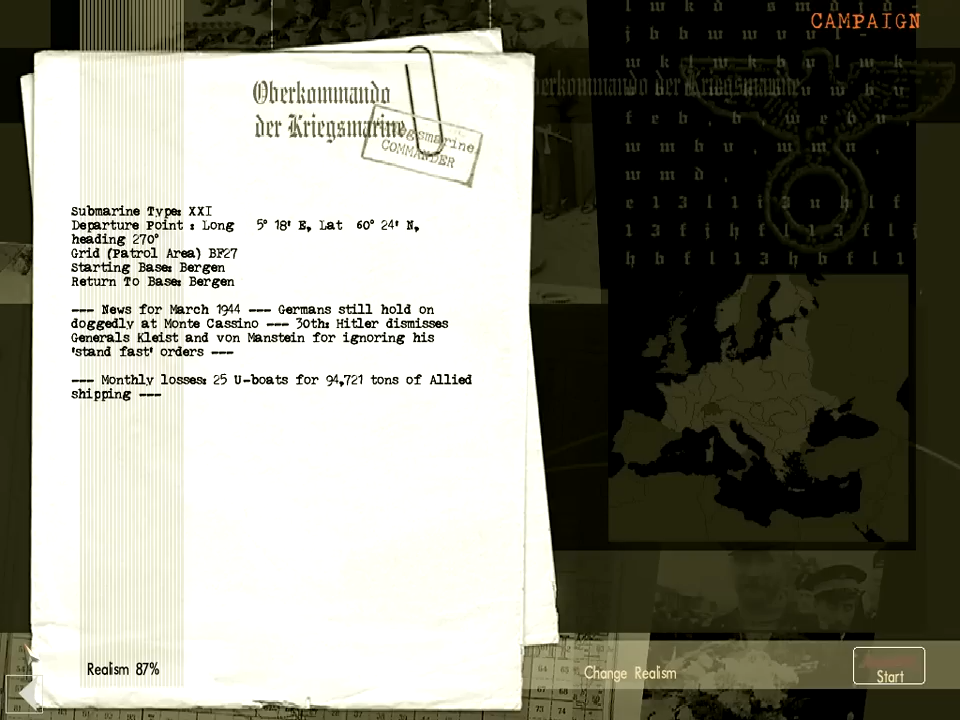 CAMPAIGN
Oberkommando
der Kriegsmarine
Kriegsmarine
COMMANDER
Submarine Type: XXI
Departure Point : Long 5° 18' E, Lat 60° 24' N,
heading 270°
Grid (Patrol Area) BF27
Starting Base: Bergen
Return To Base: Bergen
--- News for March 1944 --- Germans still hold on
doggedly at Monte Cassino --- 30th: Hitler dismisses
Generals Kleist and von Manstein for ignoring his
'stand fast' orders ---
--- Monthly losses: 25 U-boats for 94,721 tons of Allied
shipping ---
Realism 87%
Change Realism
Start